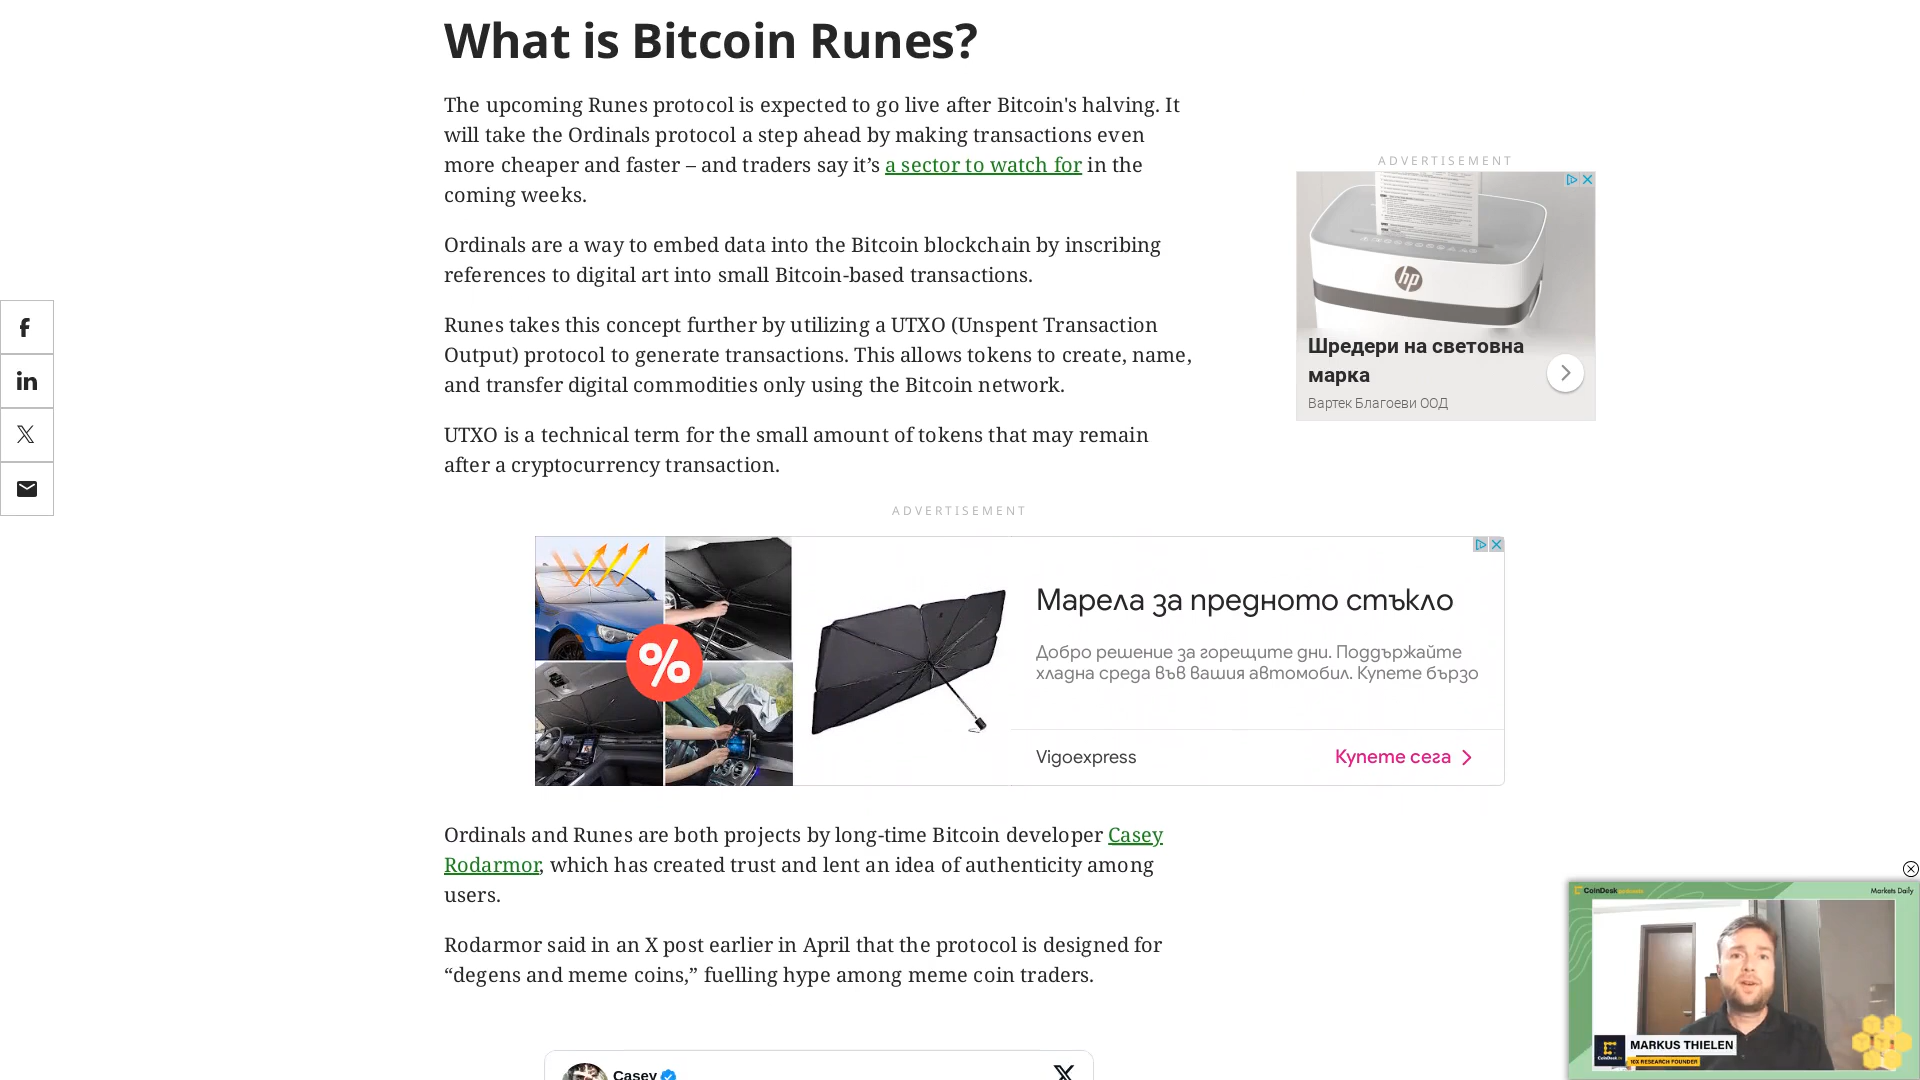 What is Bitcoin Runes?
The upcoming Runes protocol is expected to go live after Bitcoin's halving. It
will take the Ordinals protocol a step ahead by making transactions even
more cheaper and faster – and traders say it’s a sector to watch for in the
coming weeks.
Ordinals are a way to embed data into the Bitcoin blockchain by inscribing
references to digital art into small Bitcoin-based transactions.
Runes takes this concept further by utilizing a UTXO (Unspent Transaction
Output) protocol to generate transactions. This allows tokens to create, name,
and transfer digital commodities only using the Bitcoin network.
UTXO is a technical term for the small amount of tokens that may remain
after a cryptocurrency transaction.
ADVERTISEMENT
hp
Шредери на световна
марка
Вартек Благоеви ООД
ADVERTISEMENT
%
Марела за предното стъкло
Добро решение за горещите дни. Поддържайте
хладна среда във вашия автомобил. Купете бързо
Vigoexpress
Купете сега
Ordinals and Runes are both projects by long-time Bitcoin developer Casey
Rodarmor, which has created trust and lent an idea of authenticity among
users.
Rodarmor said in an X post earlier in April that the protocol is designed for
“degens and meme coins,” fuelling hype among meme coin traders.
Casey
CoinDesk
Markets Daily
MARKUS THIELEN
10X RESEARCH FOUNDER